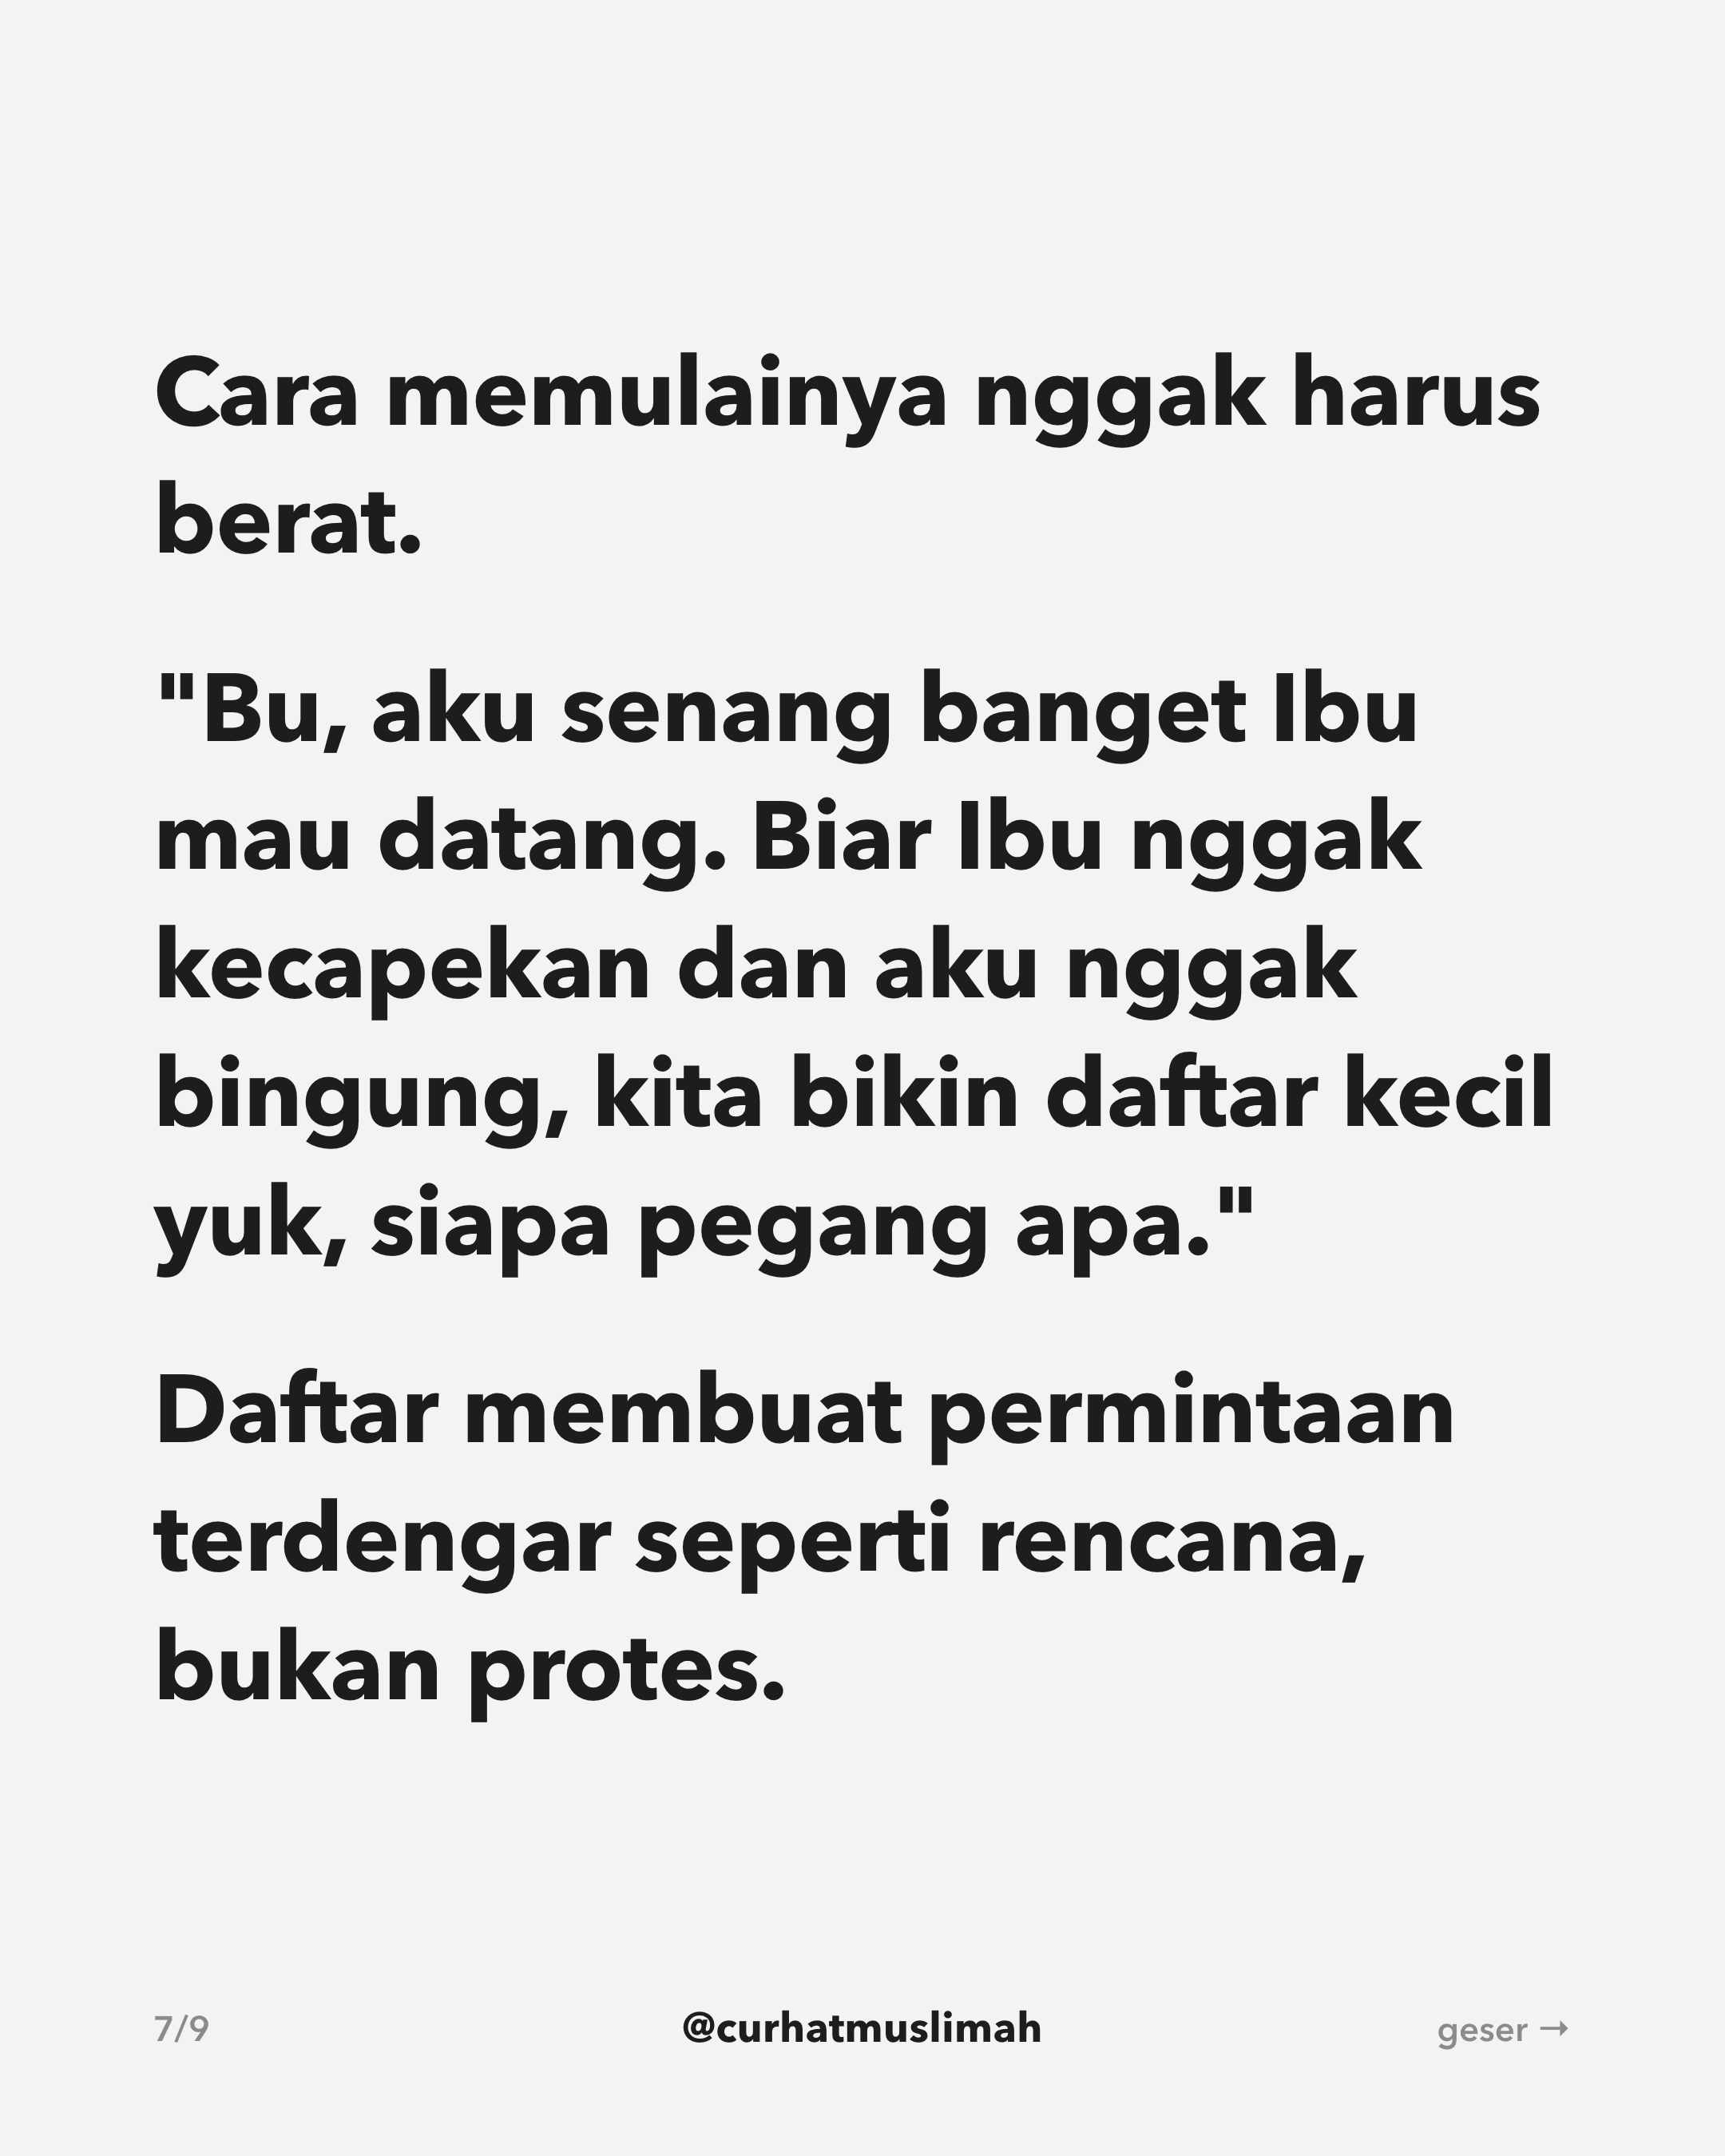 Cara memulainya nggak harus
berat.
"Bu, aku senang banget Ibu
mau datang. Biar Ibu nggak
kecapekan dan aku nggak
bingung, kita bikin daftar kecil
yuk, siapa pegang apa."
Daftar membuat permintaan
terdengar seperti rencana,
bukan protes.
7/9
@curhatmuslimah
geser →